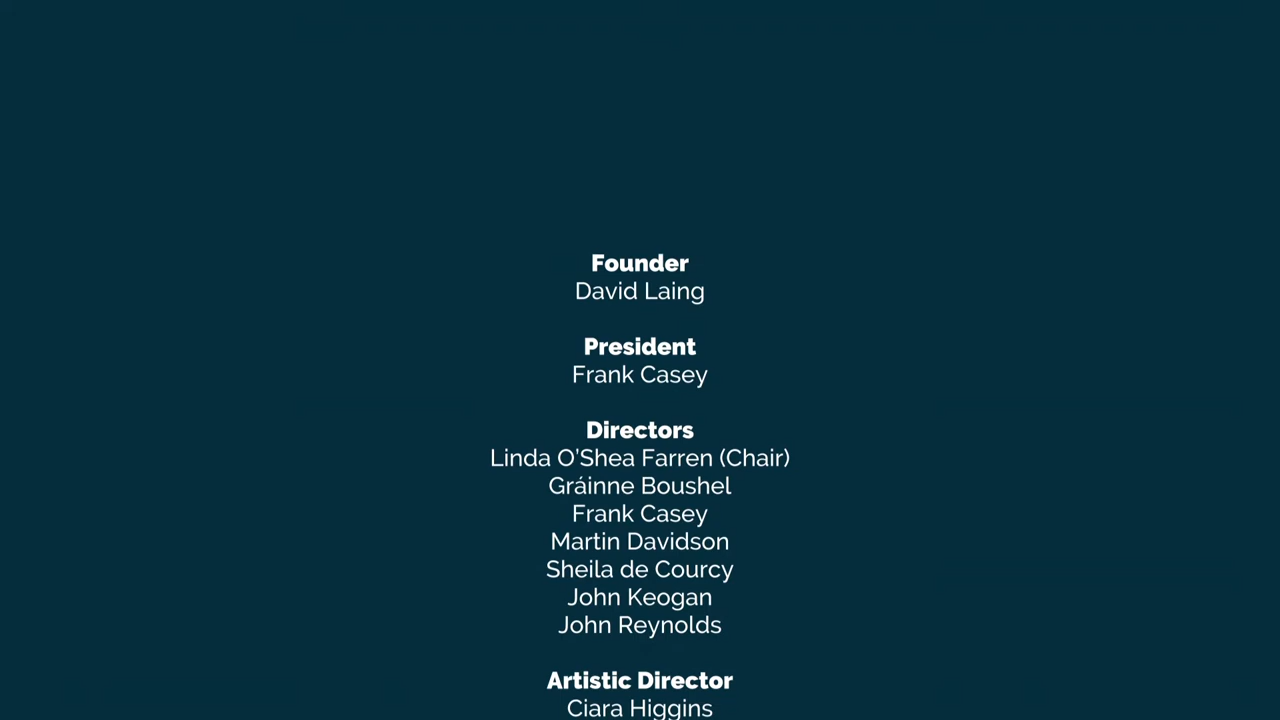 Founder
David Laing
President
Frank Casey
Directors
Linda O’Shea Farren (Chair)
Gráinne Boushel
Frank Casey
Martin Davidson
Sheila de Courcy
John Keogan
John Reynolds
Artistic Director
Ciara Higgins